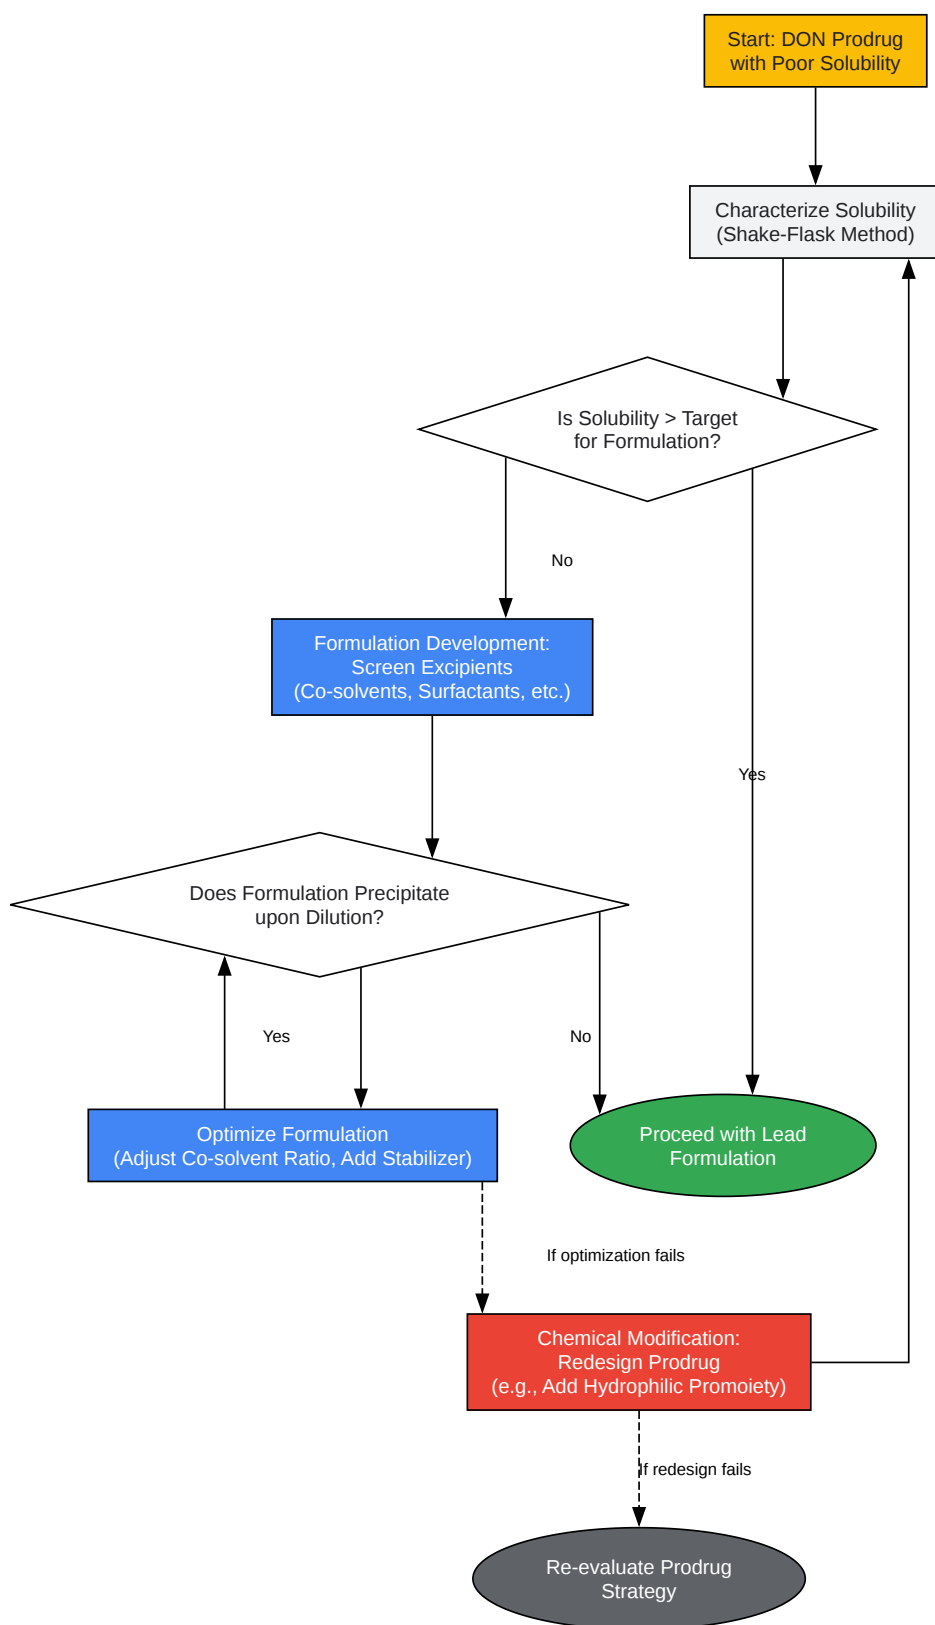 Start: DON Prodrug
with Poor Solubility
Characterize Solubility
(Shake-Flask Method)
Is Solubility > Target
for Formulation?
No
Formulation Development:
Screen Excipients
(Co-solvents, Surfactants, etc.)
Yes
Does Formulation Precipitate
upon Dilution?
Yes
No
Optimize Formulation
(Adjust Co-solvent Ratio, Add Stabilizer)
Proceed with Lead
Formulation
If optimization fails
Chemical Modification:
Redesign Prodrug
(e.g., Add Hydrophilic Promoiety)
If redesign fails
Re-evaluate Prodrug
Strategy